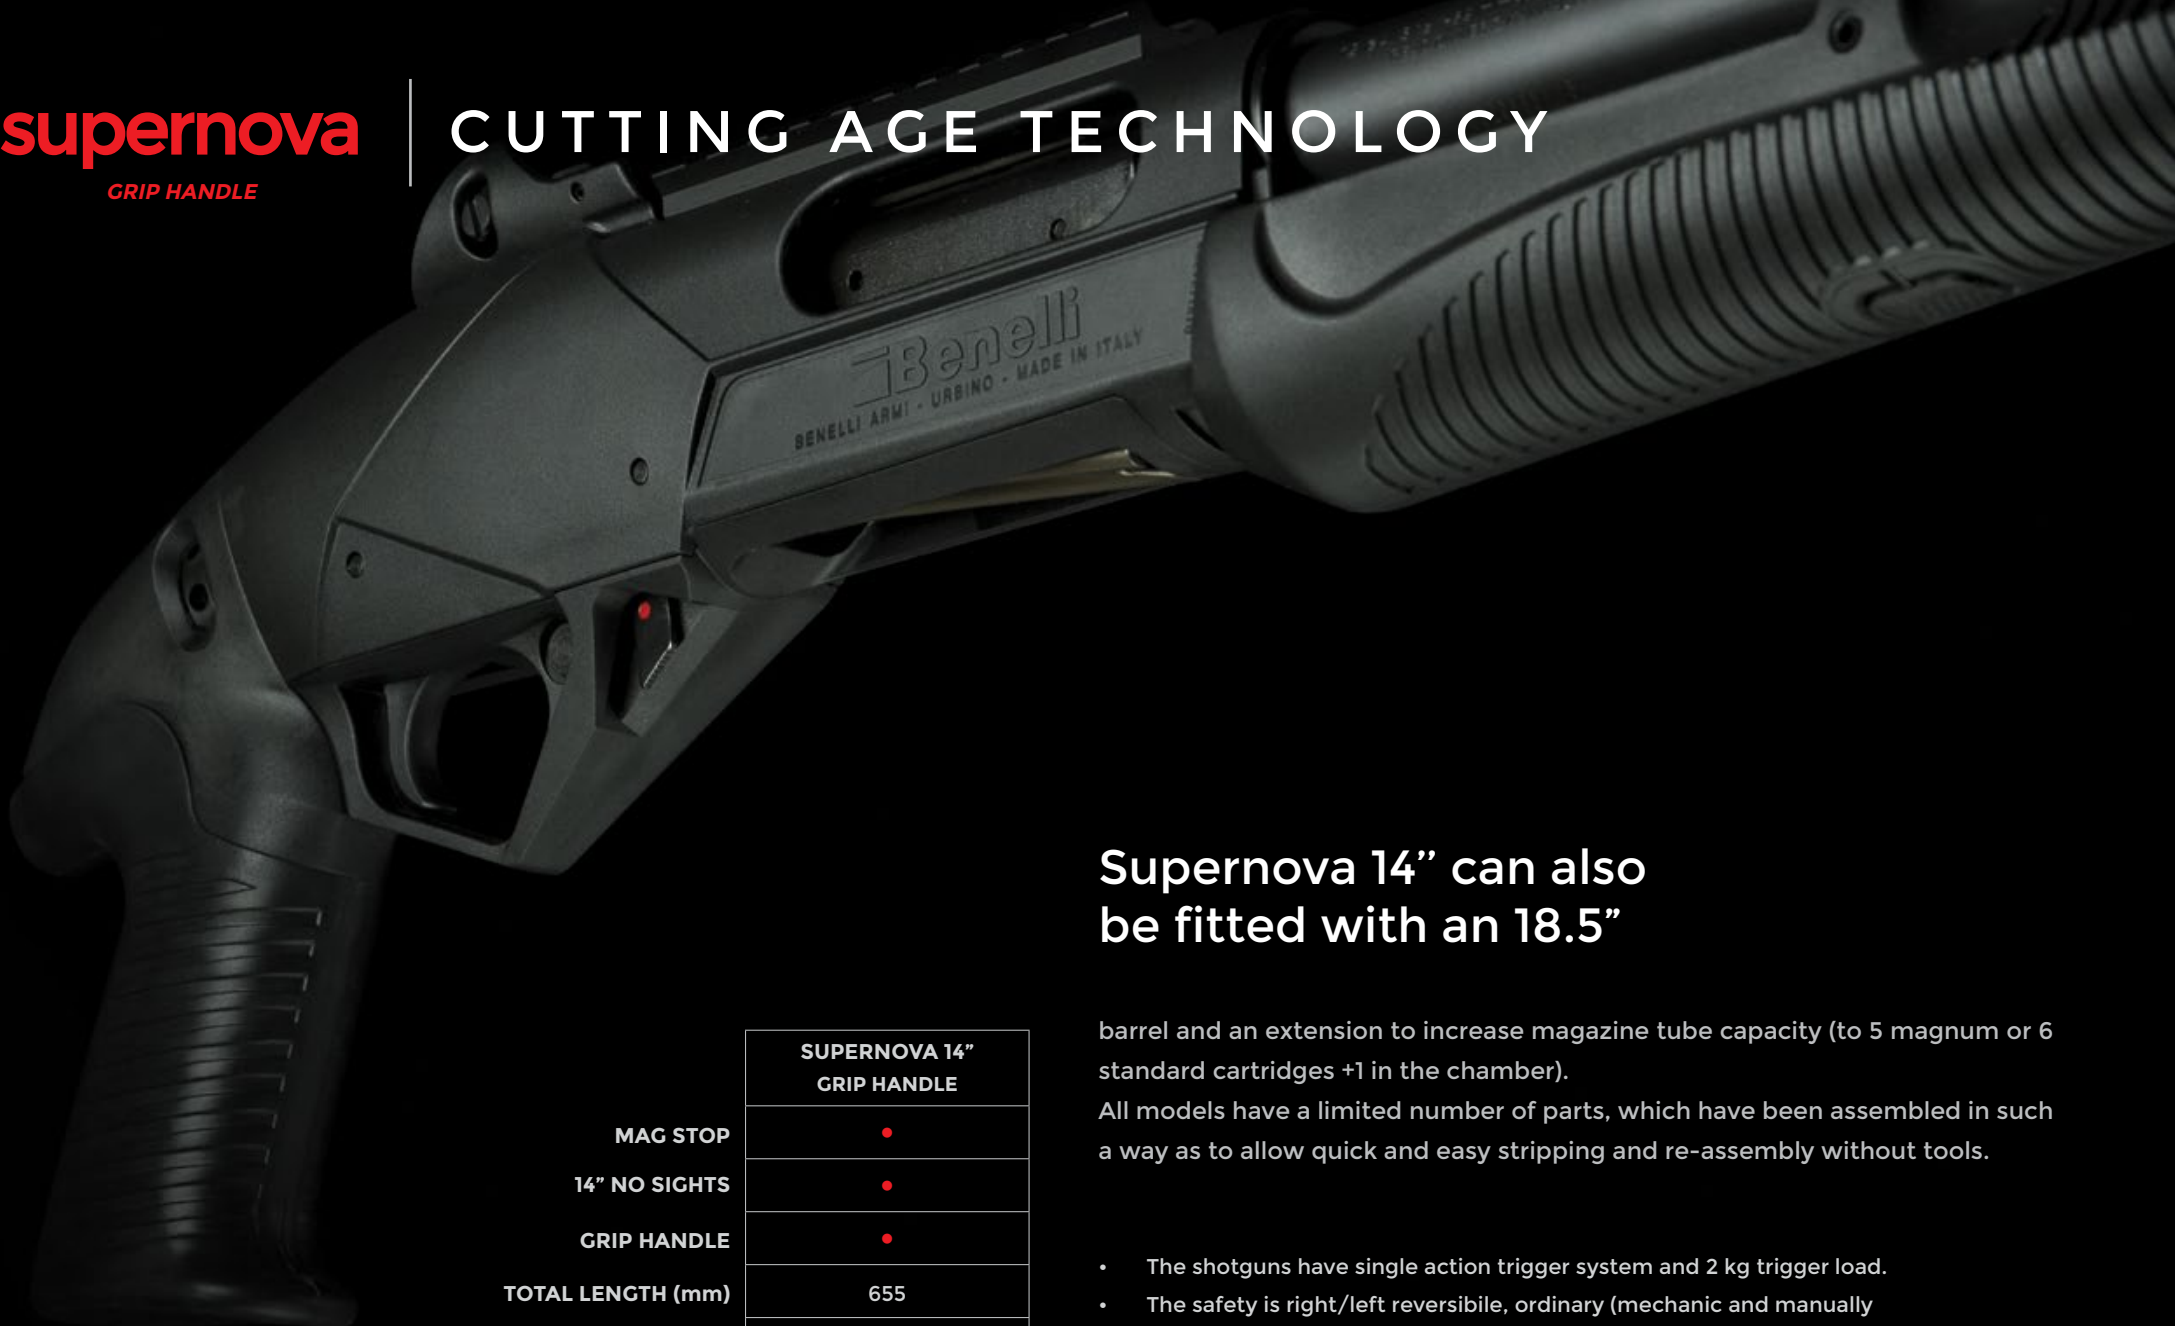 supernova
GRIP HANDLE
CUTTING AGE TECHNOLOGY
Benelli
BENELLI ARMI - URBINO - MADE IN ITALY
Supernova 14’’ can also
be fitted with an 18.5”
barrel and an extension to increase magazine tube capacity (to 5 magnum or 6
standard cartridges +1 in the chamber).
All models have a limited number of parts, which have been assembled in such
a way as to allow quick and easy stripping and re-assembly without tools.
SUPERNOVA 14”
GRIP HANDLE
MAG STOP •
14” NO SIGHTS •
GRIP HANDLE •
TOTAL LENGTH (mm) 655
• The shotguns have single action trigger system and 2 kg trigger load.
• The safety is right/left reversibile, ordinary (mechanic and manually